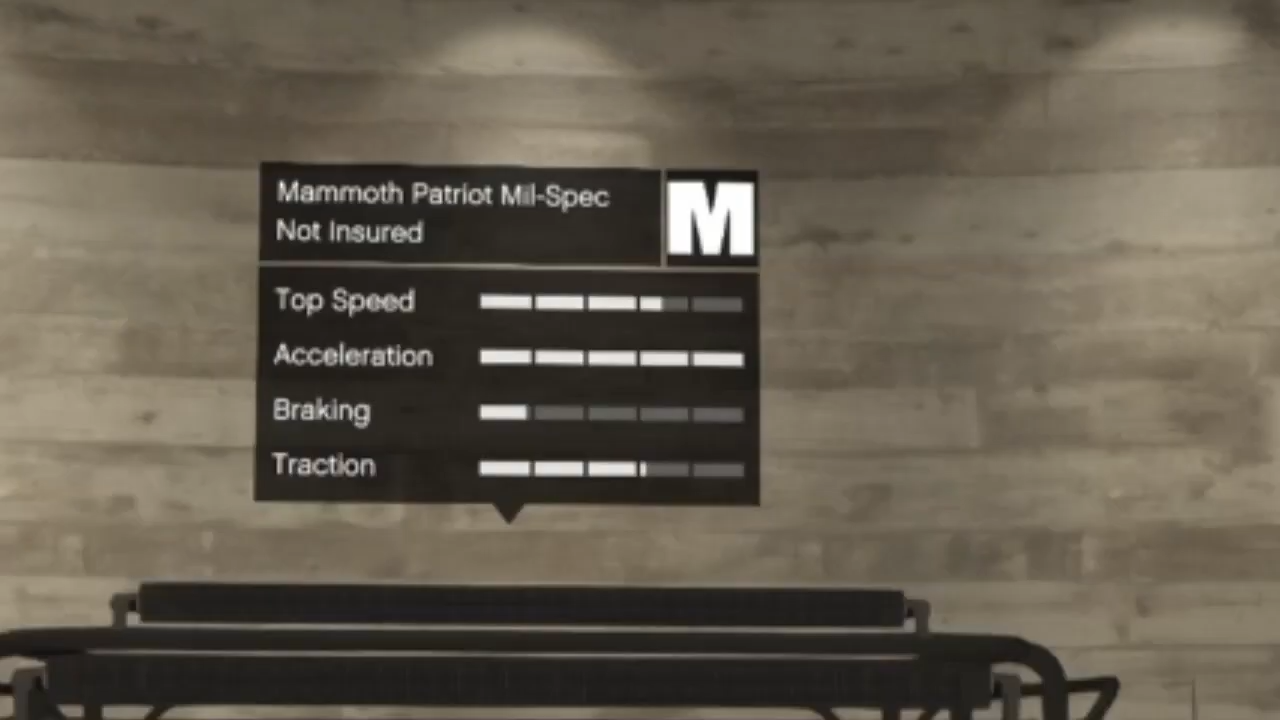 Mammoth Patriot Mil-Spec
Not Insured
M
Top Speed
Acceleration
Braking
Traction